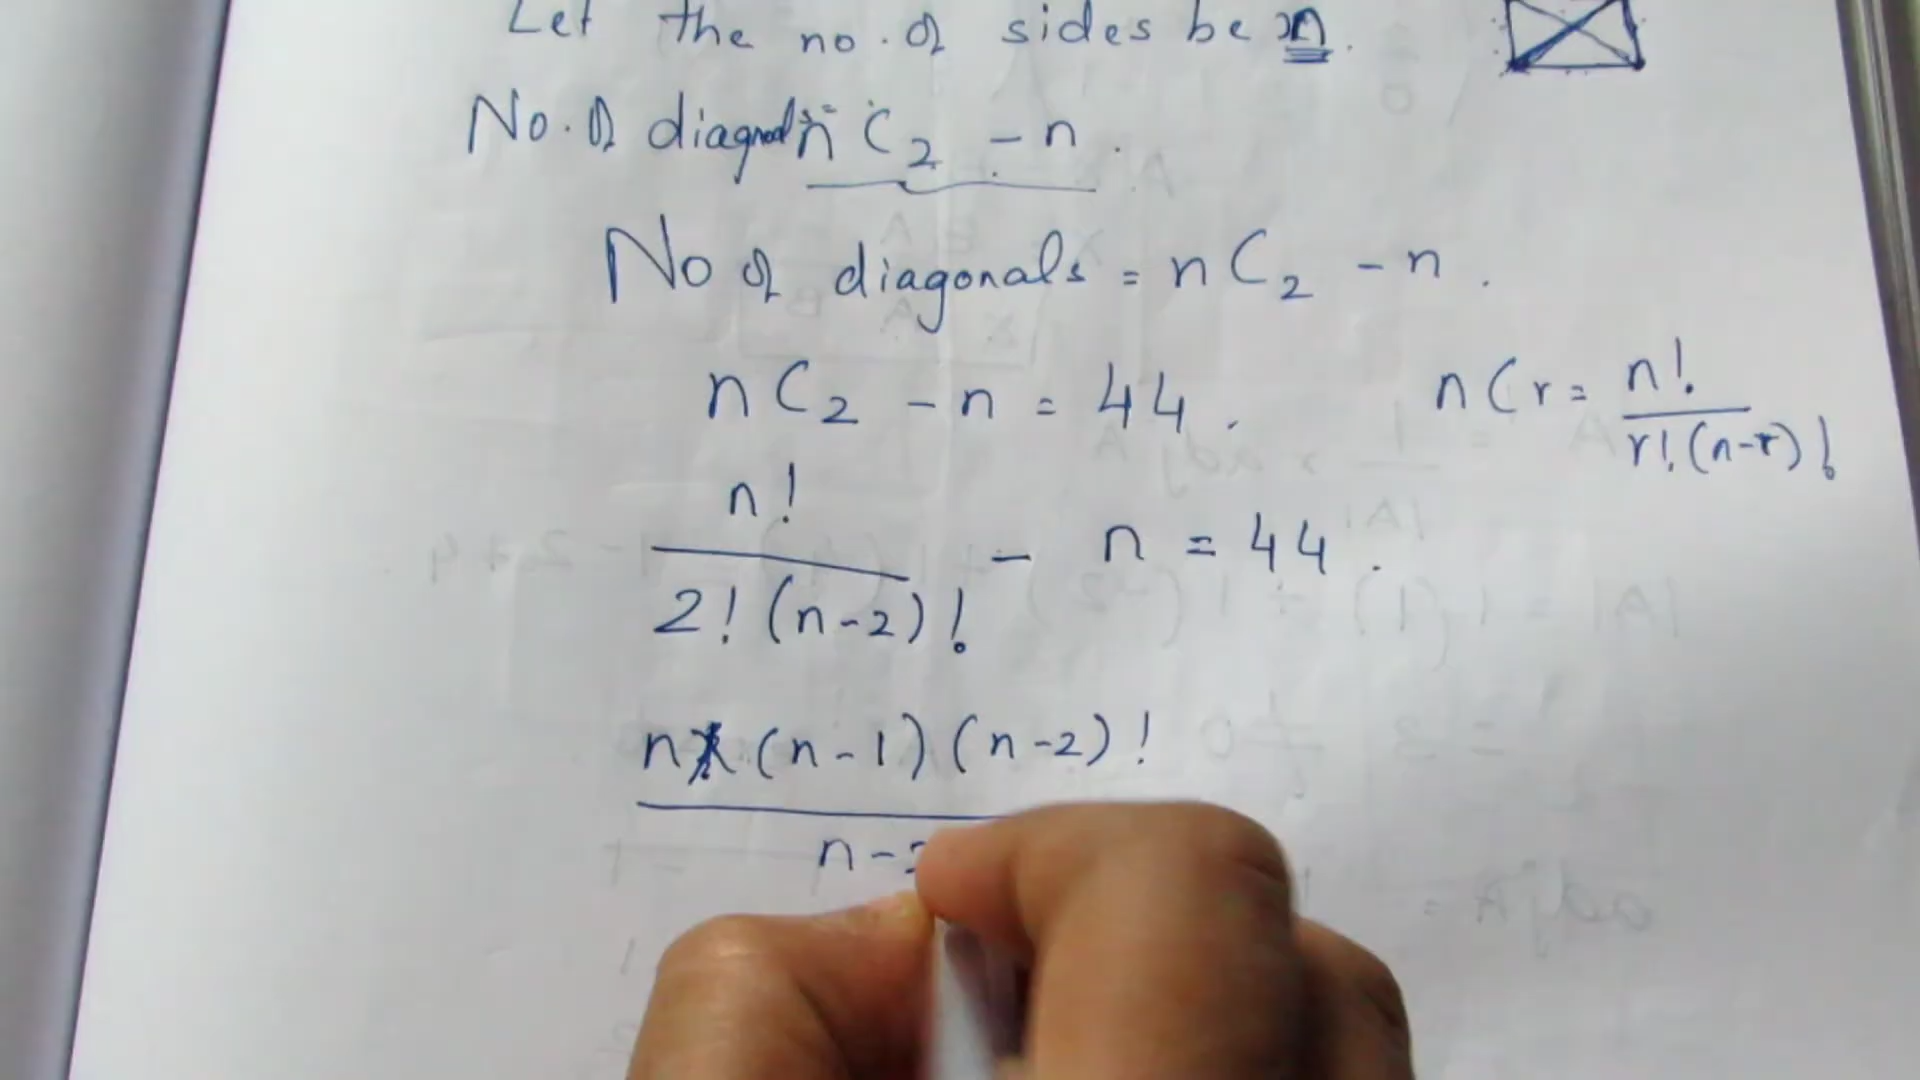 Let the no. of sides be n.
No. of diagnoal = nC₂ - n.
No of diagonals = nC₂ - n.
nC₂ - n = 44.
nCr = n! / r!(n-r)!
n! / 2!(n-2)! - n = 44.
n (n-1)(n-2)!
n-